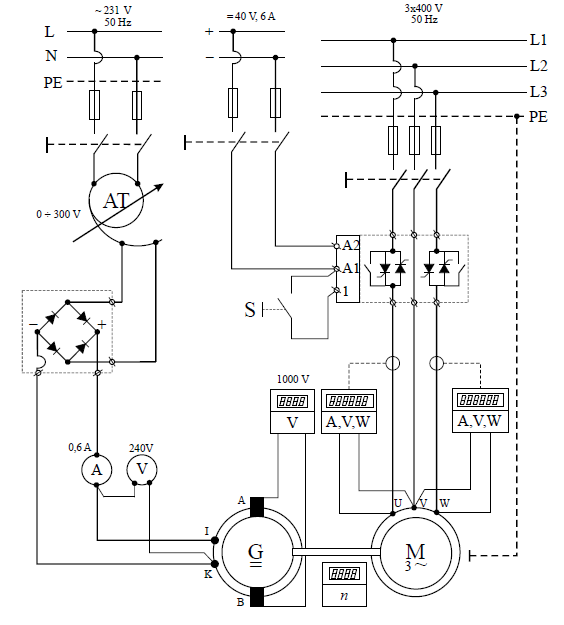 ~ 231 V
50 Hz
= 40 V, 6 A
3x400 V
50 Hz
L
N
PE
+
−
L1
L2
L3
PE
AT
0 ÷ 300 V
A2
A1
1
S
−
+
1000 V
V
A,V,W
A,V,W
0,6 A
240V
A
V
U
V
W
A
I
G
=
K
B
M
3 ~
n